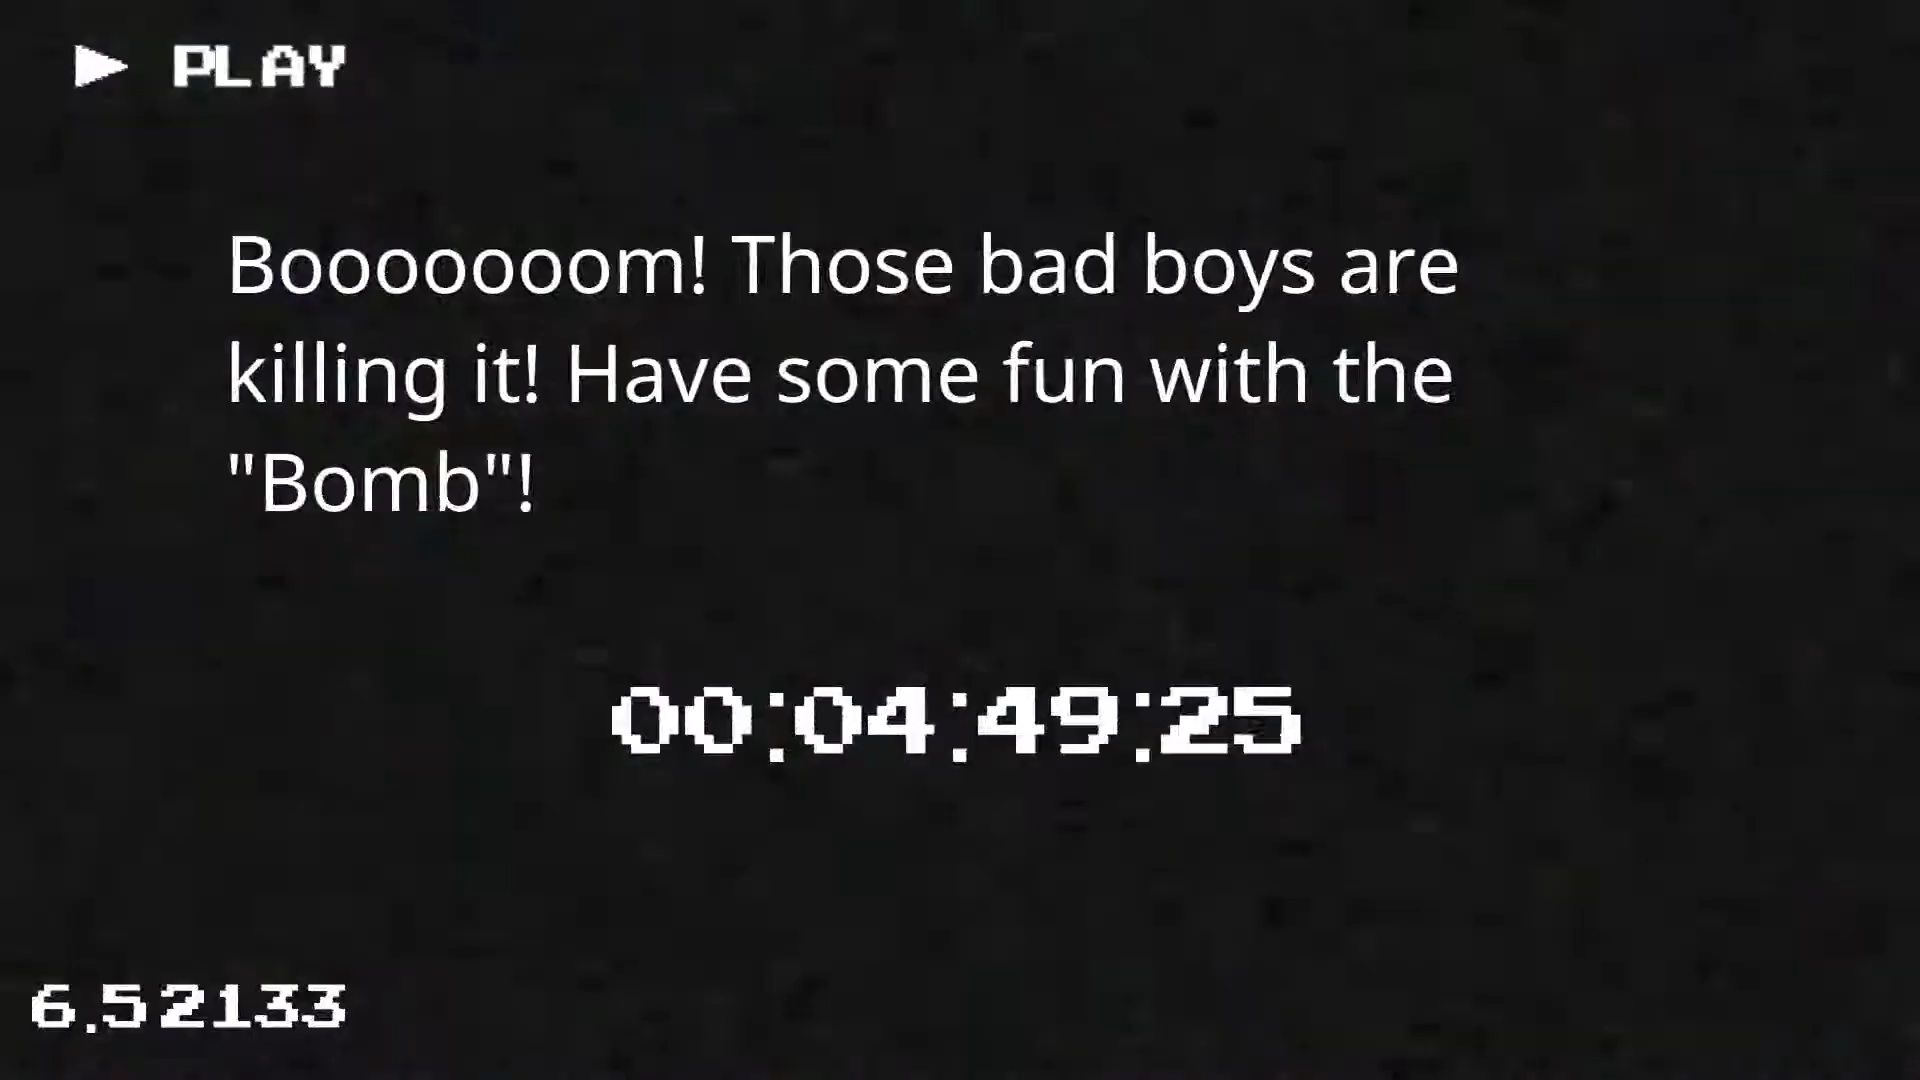 ▶ PLAY
Boooooooom! Those bad boys are
killing it! Have some fun with the
"Bomb"!
00:04:49:25
6.52133